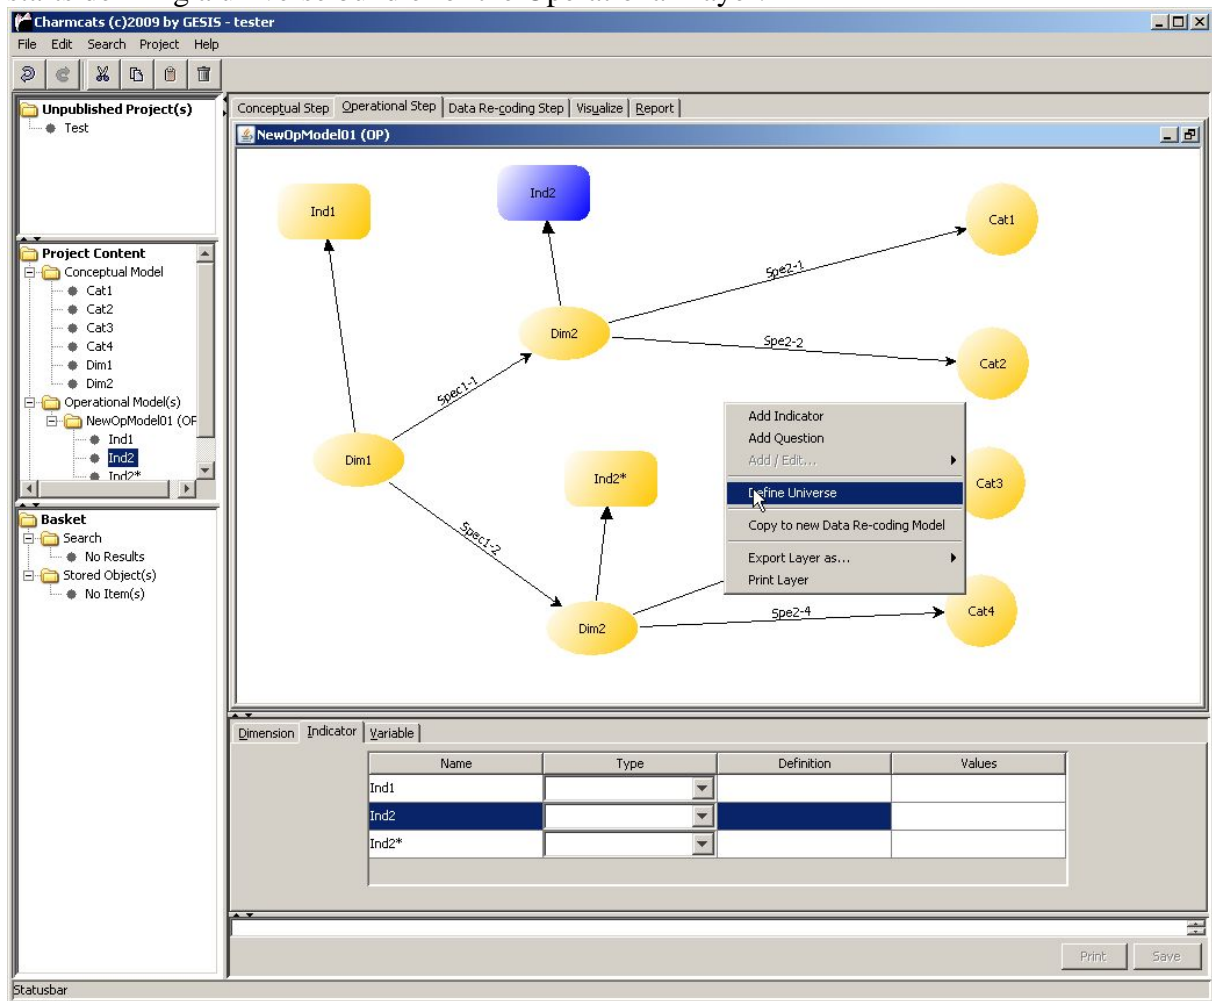 Charmcats (c)2009 by GESIS - tester
File Edit Search Project Help
Unpublished Project(s)
Test
Project Content
Conceptual Model
Cat1
Cat2
Cat3
Cat4
Dim1
Dim2
Operational Model(s)
NewOpModel01 (OP
Ind1
Ind2
Ind2*
Basket
Search
No Results
Stored Object(s)
No Item(s)
Conceptual Step Operational Step Data Re-coding Step Visualize Report
NewOpModel01 (OP)
Ind1
Ind2
Cat1
Spe2-1
Dim2
Spe2-2
Cat2
Spec1-1
Dim1
Ind2*
Cat3
Spec1-2
Dim2
Spe2-4
Cat4
Add Indicator
Add Question
Add / Edit...
Define Universe
Copy to new Data Re-coding Model
Export Layer as...
Print Layer
Dimension Indicator Variable
Name Type Definition Values
Ind1
Ind2
Ind2*
Print Save
Statusbar